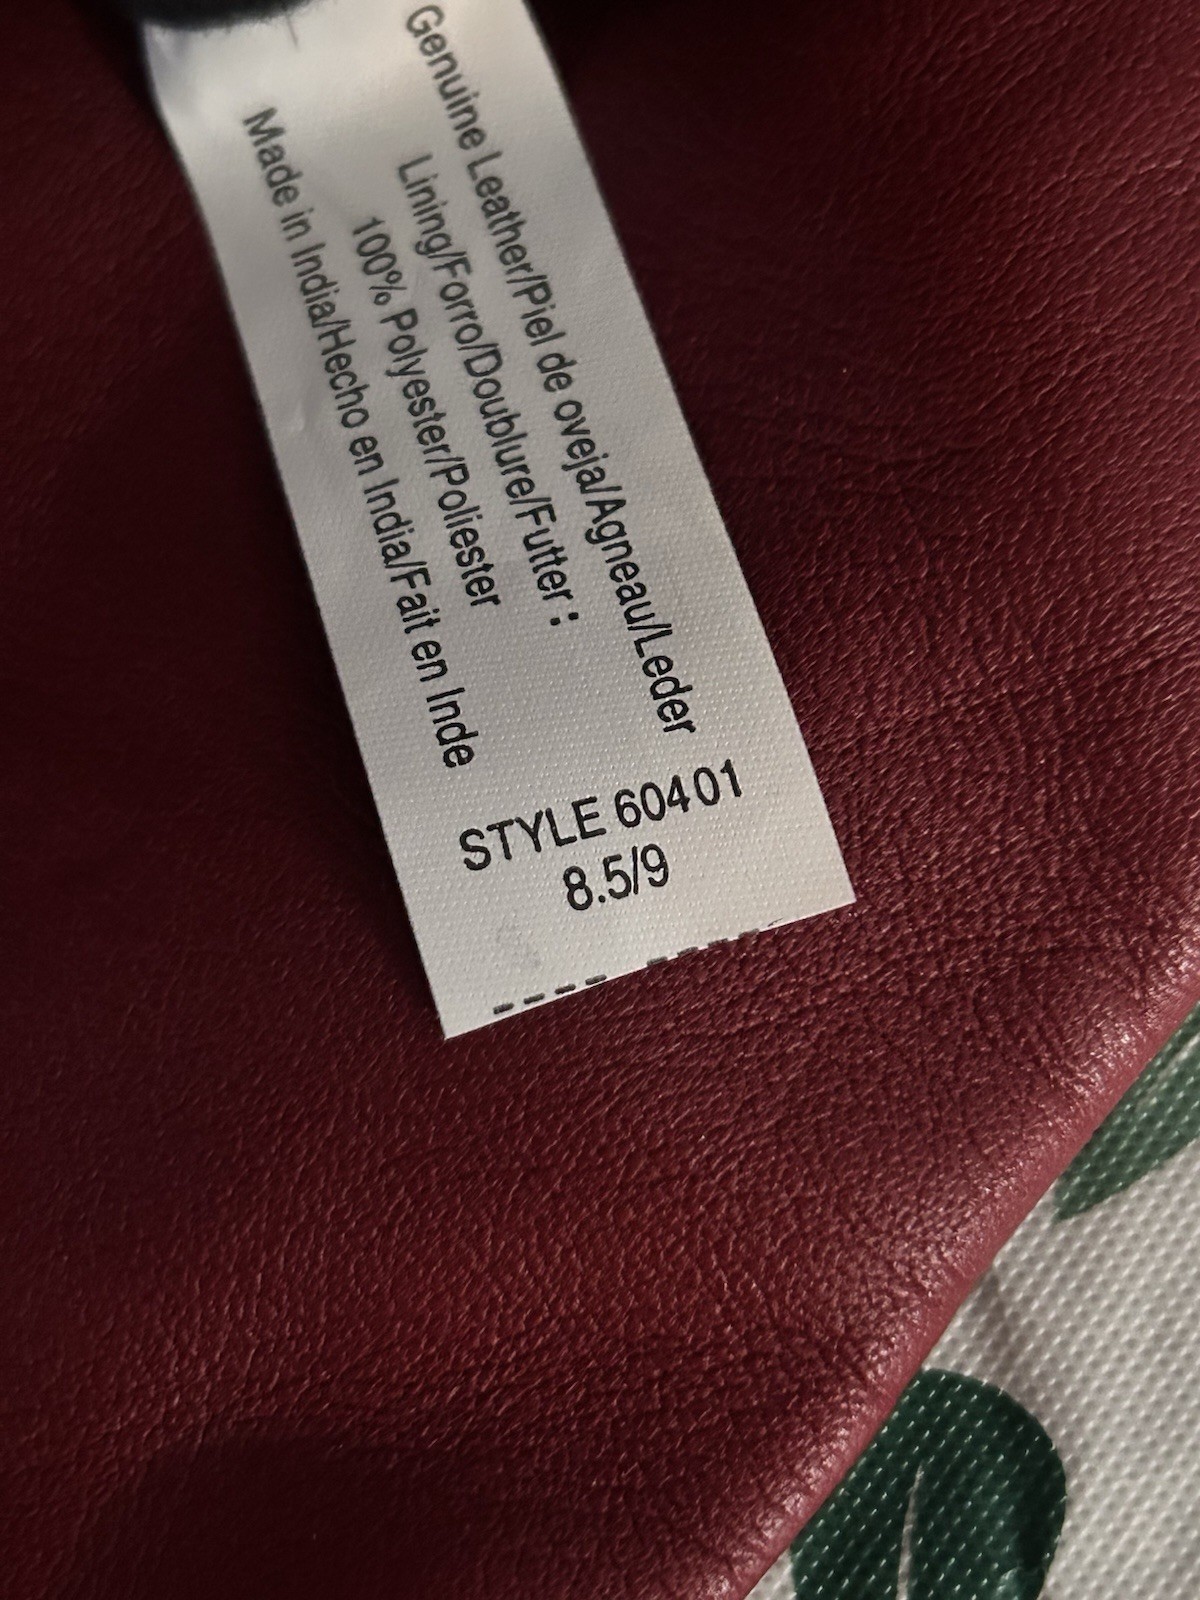 Genuine Leather/Piel de oveja/Agneau/Leder
Lining/Forro/Doublure/Futter :
100% Polyester/Poliester
Made in India/Hecho en India/Fait en Inde
STYLE 60401
8.5/9